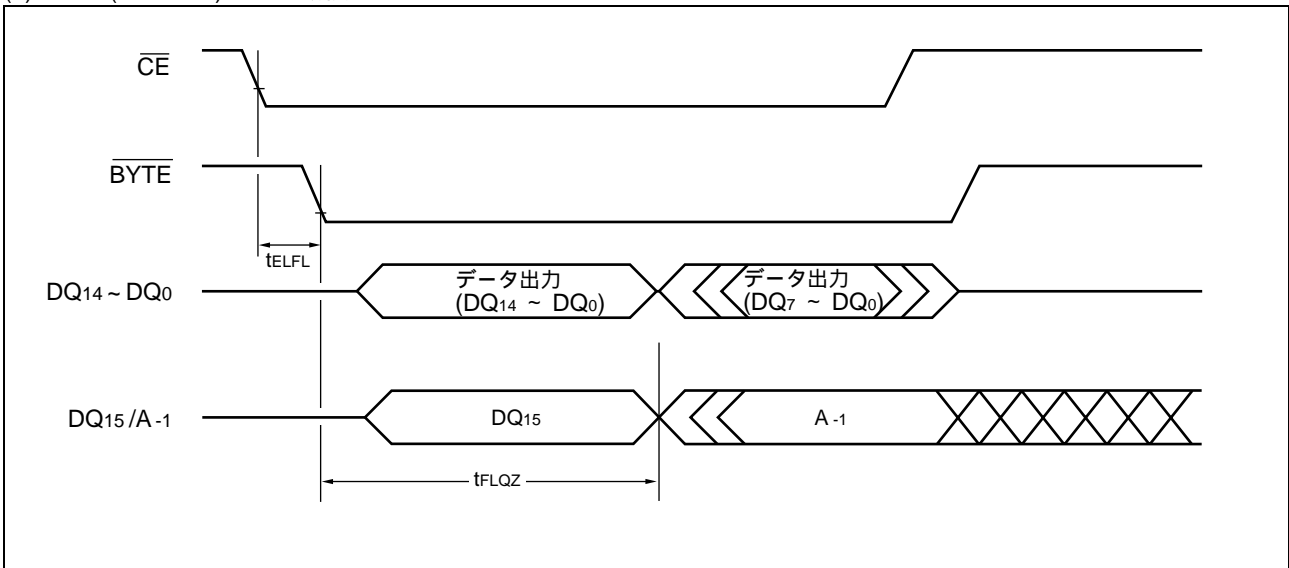 CE
BYTE
tELFL
DQ14 ~ DQ0
データ出力
(DQ14 ~ DQ0)
データ出力
(DQ7 ~ DQ0)
DQ15 /A -1
DQ15
A -1
tFLQZ